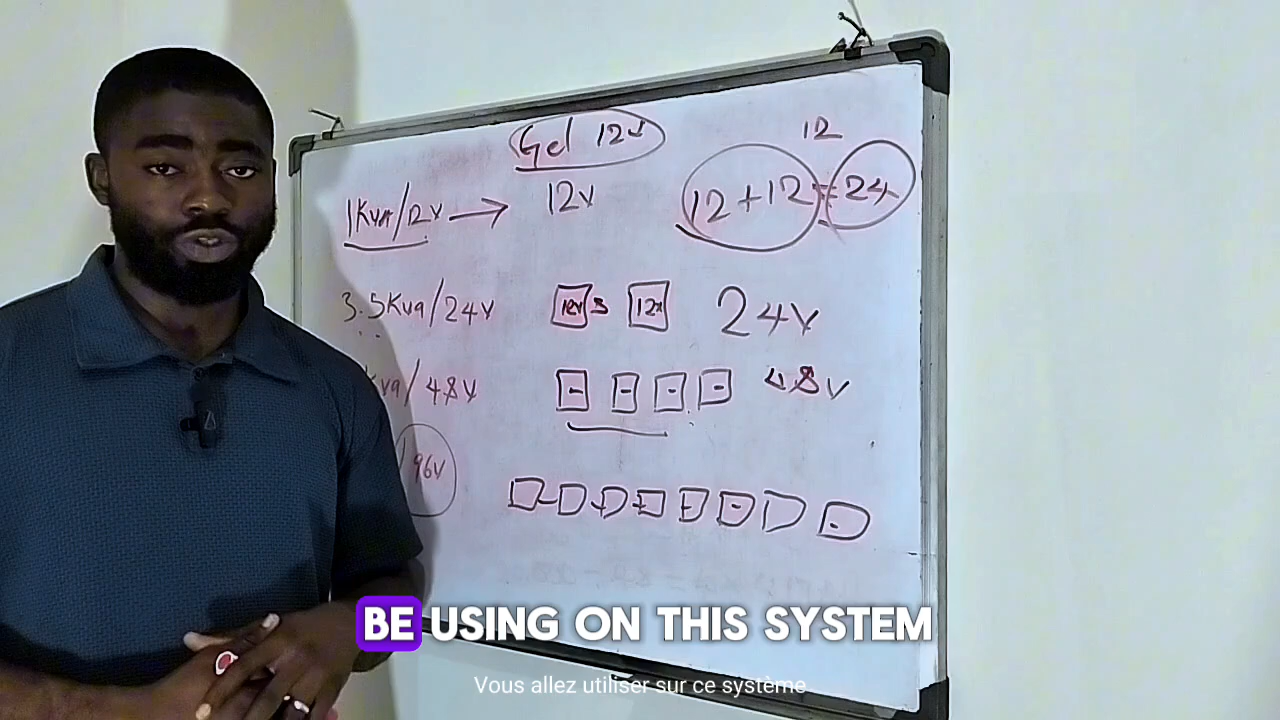 Gel 12v
12
1Kva/12v → 12v
12+12=24
3.5Kva/24v 12v s 12v 24v
kva/48v 48v
/96v
BE USING ON THIS SYSTEM
Vous allez utiliser sur ce système